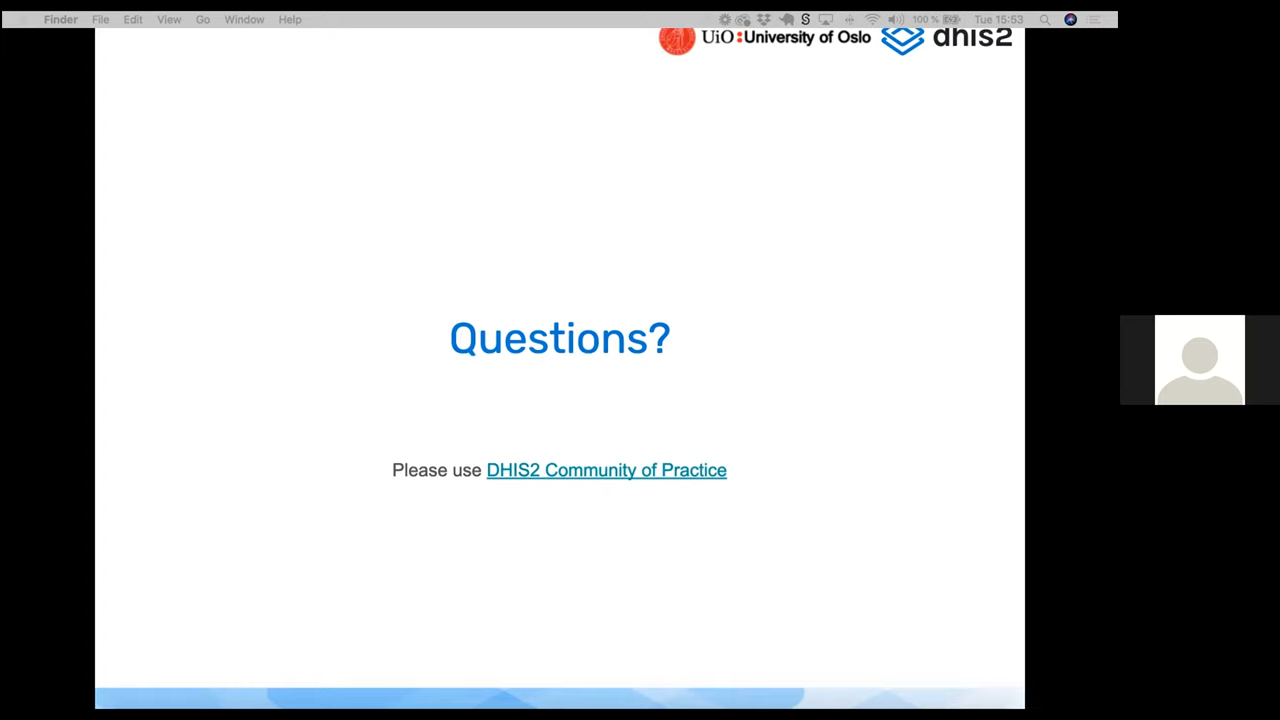 Finder File Edit View Go Window Help 100 % Tue 15:53
UiO : University of Oslo dhis2
Questions?
Please use DHIS2 Community of Practice